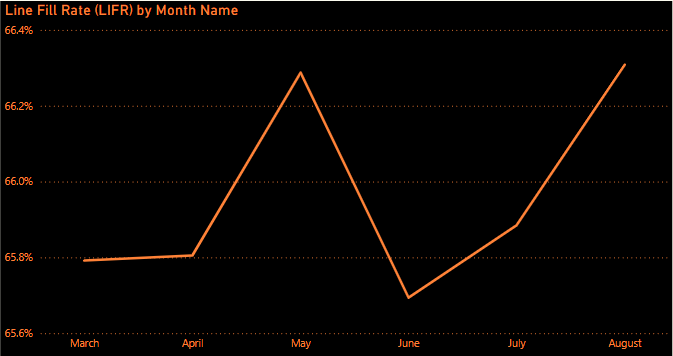 Line Fill Rate (LIFR) by Month Name
66.4%
66.2%
66.0%
65.8%
65.6%
March April May June July August